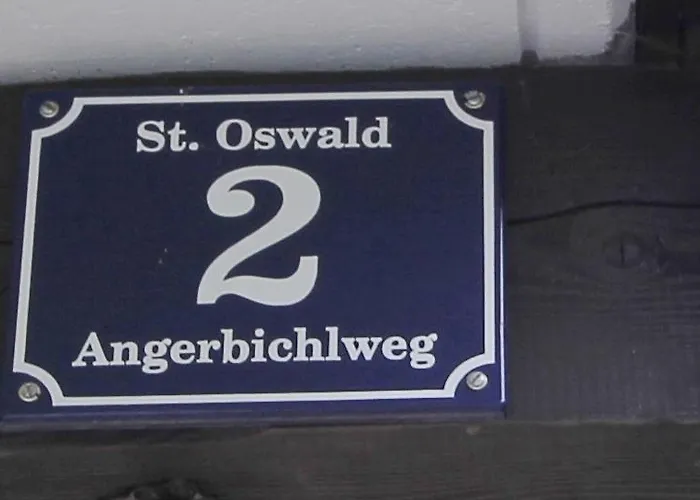 St. Oswald
2
Angerbichlweg